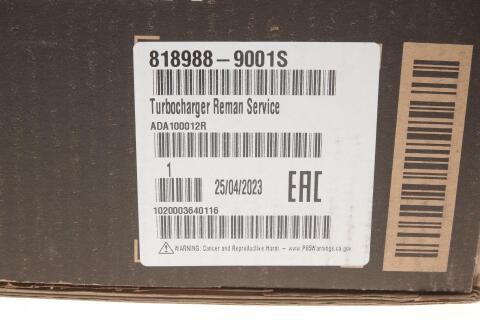 818988-9001S
Turbocharger Reman Service
ADA100012R
1
25/04/2023
EAC
1020003640116
WARNING: Cancer and Reproductive Harm - www.P65Warnings.ca.gov